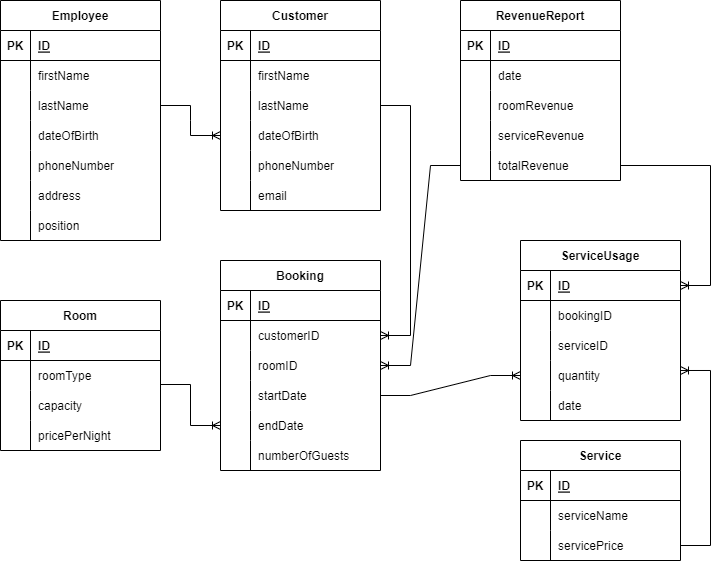 Employee
PK ID
firstName
lastName
dateOfBirth
phoneNumber
address
position
Customer
PK ID
firstName
lastName
dateOfBirth
phoneNumber
email
RevenueReport
PK ID
date
roomRevenue
serviceRevenue
totalRevenue
Room
PK ID
roomType
capacity
pricePerNight
Booking
PK ID
customerID
roomID
startDate
endDate
numberOfGuests
ServiceUsage
PK ID
bookingID
serviceID
quantity
date
Service
PK ID
serviceName
servicePrice